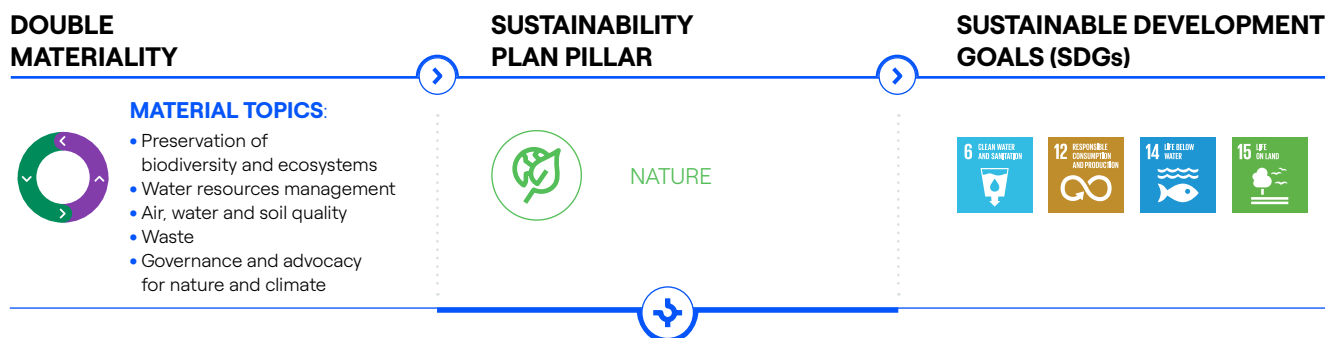 DOUBLE
MATERIALITY
SUSTAINABILITY
PLAN PILLAR
SUSTAINABLE DEVELOPMENT
GOALS (SDGs)
MATERIAL TOPICS:
• Preservation of
biodiversity and ecosystems
• Water resources management
• Air, water and soil quality
• Waste
• Governance and advocacy
for nature and climate
NATURE
6 CLEAN WATER
AND SANITATION
12 RESPONSIBLE
CONSUMPTION
AND PRODUCTION
14 LIFE BELOW
WATER
15 LIFE
ON LAND